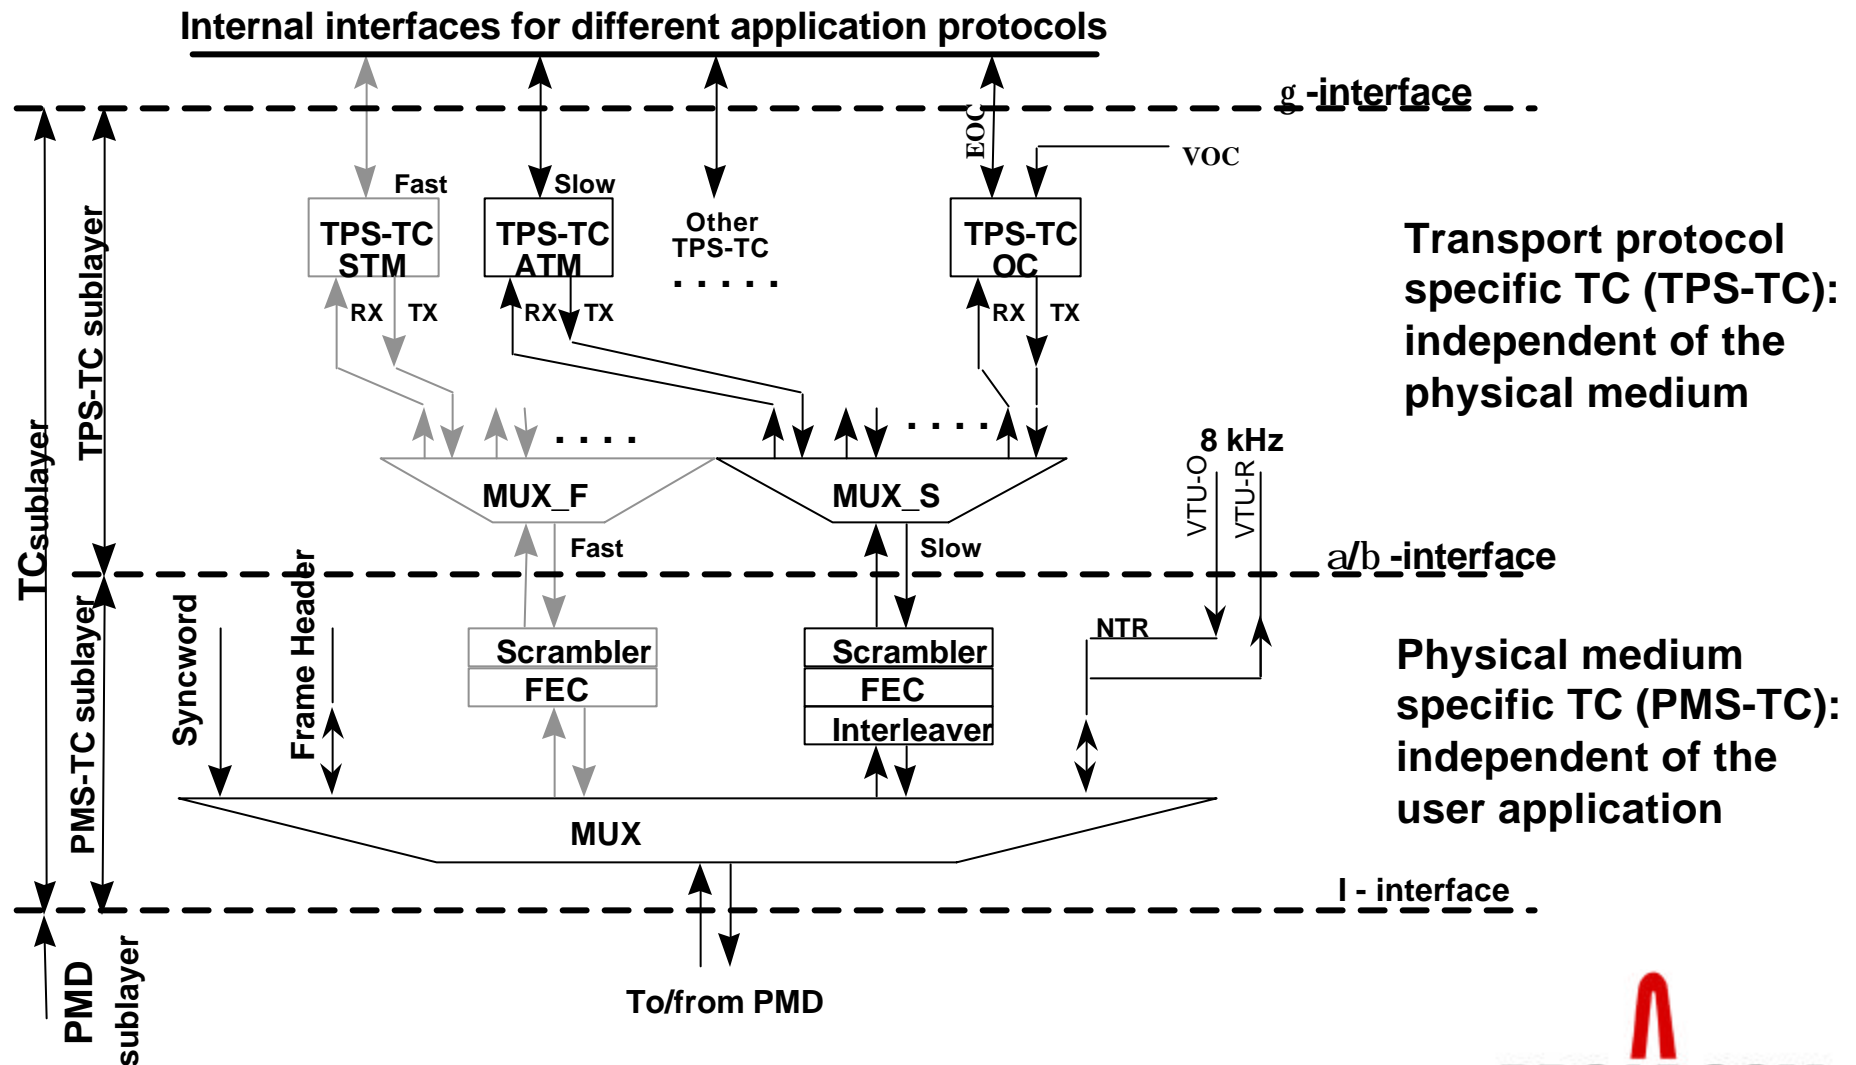 Internal interfaces for different application protocols
g -interface
EOC
VOC
Fast
Slow
TPS-TC
STM
TPS-TC
ATM
Other
TPS-TC
. . . . .
TPS-TC
OC
RX TX
RX TX
RX TX
Transport protocol
specific TC (TPS-TC):
independent of the
physical medium
TPS-TC sublayer
TCsublayer
. . . .
. . . .
8 kHz
VTU-O
VTU-R
MUX_F
MUX_S
Fast
Slow
a/b -interface
PMS-TC sublayer
Syncword
Frame Header
Scrambler
FEC
Scrambler
FEC
Interleaver
NTR
Physical medium
specific TC (PMS-TC):
independent of the
user application
MUX
I - interface
PMD
sublayer
To/from PMD